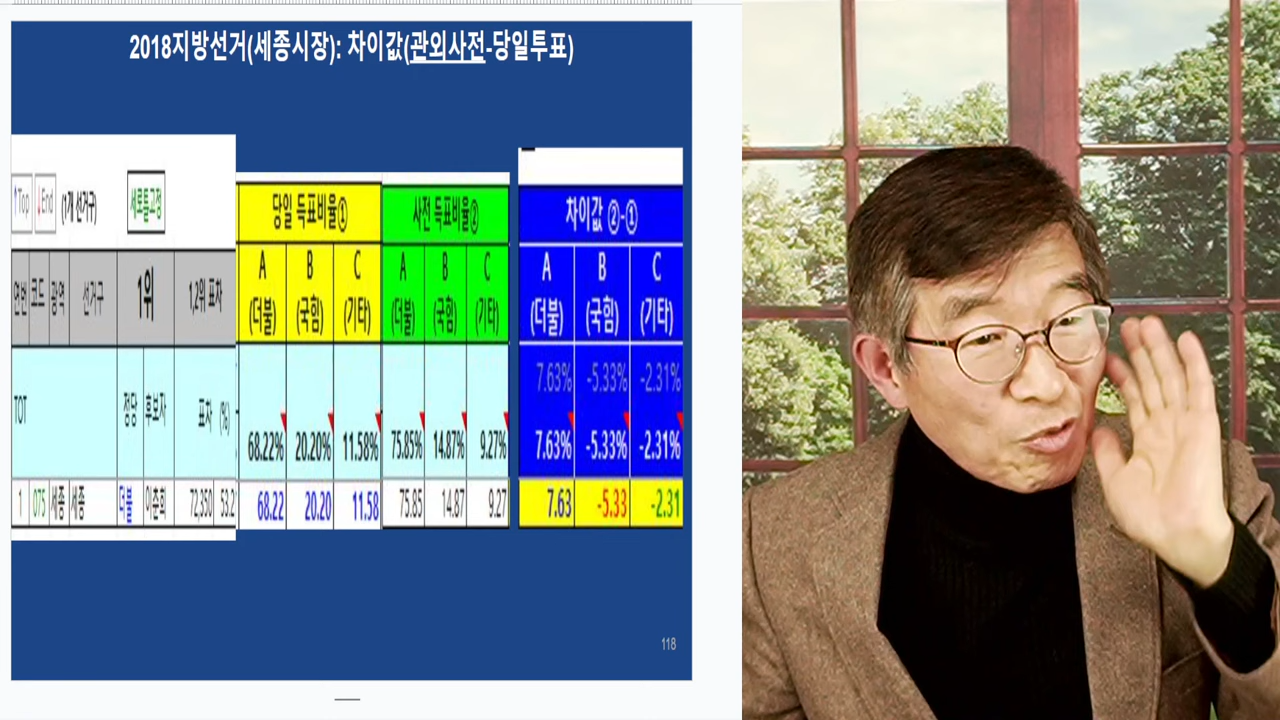 2018지방선거(세종시장): 차이값(관외사전-당일투표)
↑Top ↓End (1개 선거구) 세로틀고정
당일 득표비율① 사전 득표비율② 차이값 ②-①
연번 코드 광역 선거구 1위 1,2위 표차
A B C A B C A B C
(더불) (국힘) (기타) (더불) (국힘) (기타) (더불) (국힘) (기타)
7.63% -5.33% -2.31%
TOT 정당 후보자 표차 (%)
68.22% 20.20% 11.58% 75.85% 14.87% 9.27% 7.63% -5.33% -2.31%
1 075 세종 세종 더불 이춘희 72,350 53.2 68.22 20.20 11.58 75.85 14.87 9.27 7.63 -5.33 -2.31
118